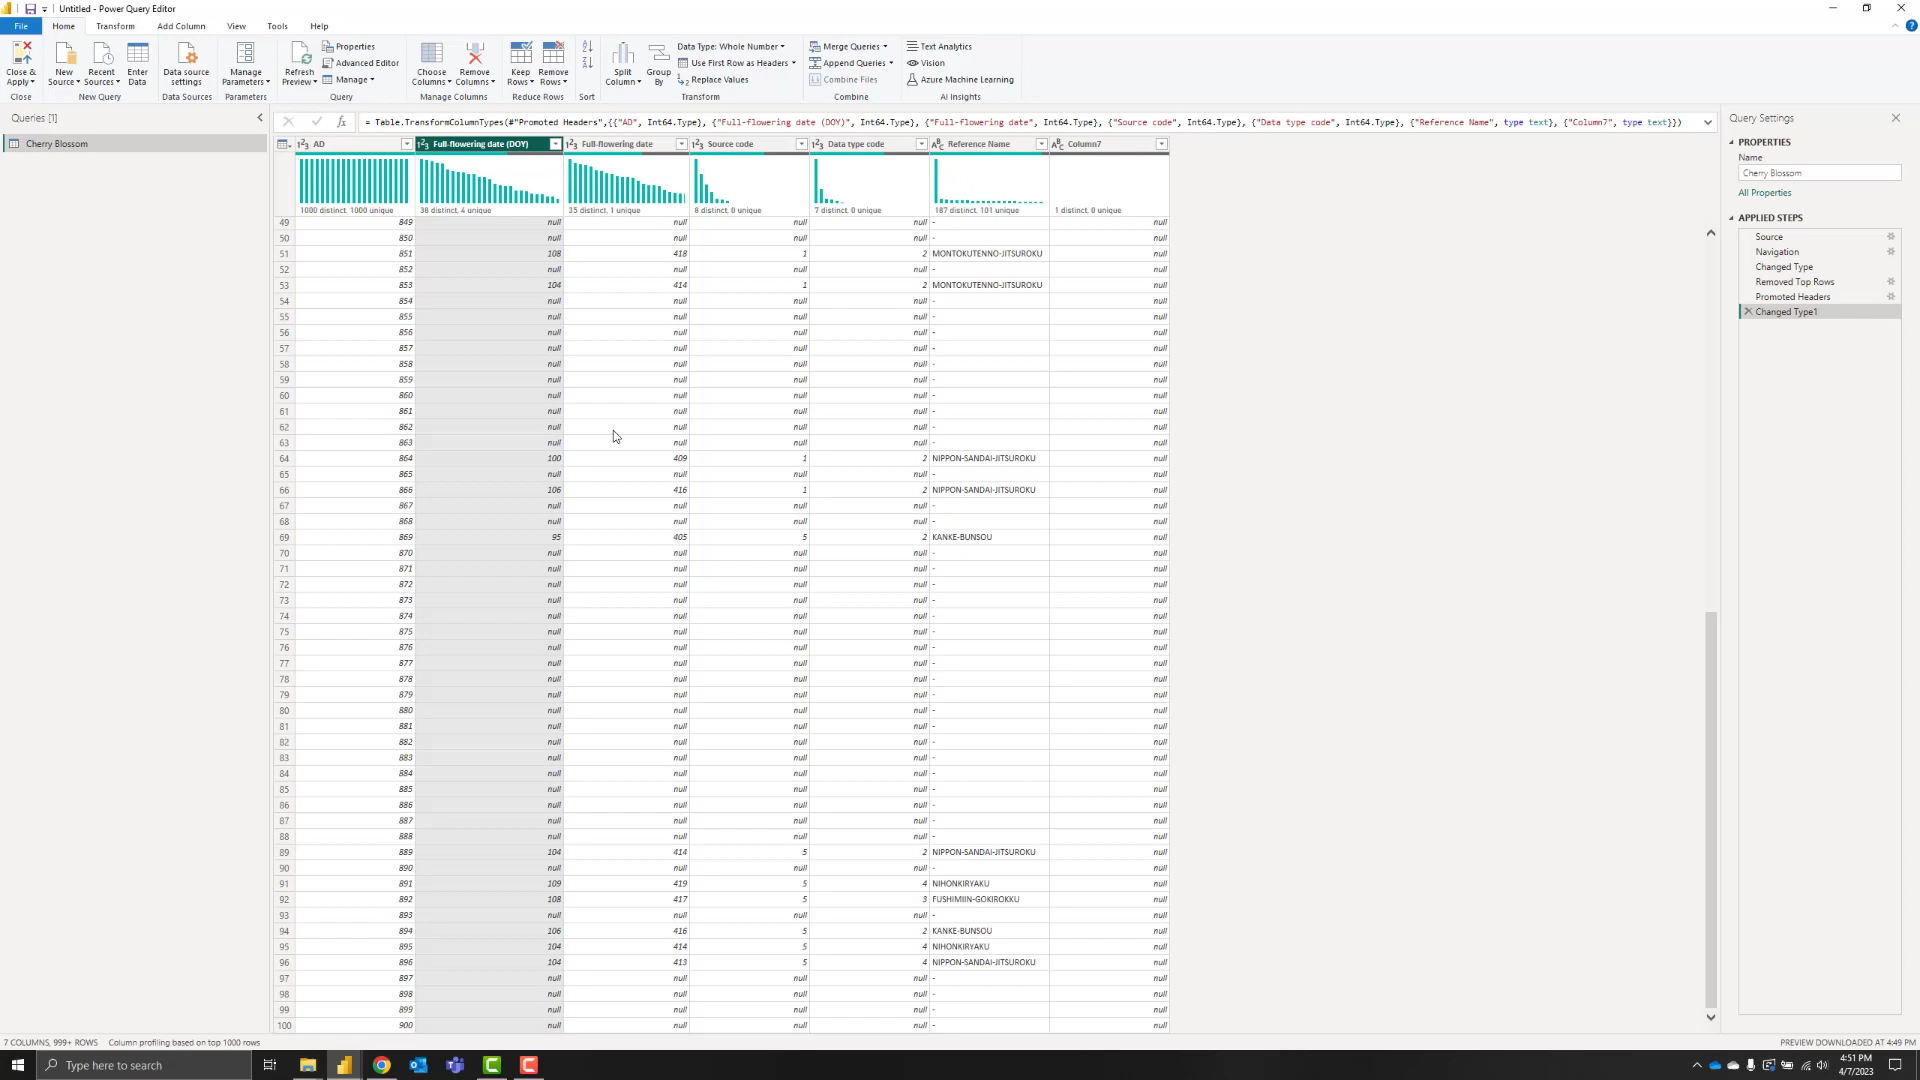 Untitled - Power Query Editor
File Home Transform Add Column View Tools Help
Close & Apply
New Source
Recent Sources
Enter Data
Data source settings
Manage Parameters
Refresh Preview
Properties
Advanced Editor
Manage
Choose Columns
Remove Columns
Keep Rows
Remove Rows
Split Column
Group By
Data Type: Whole Number
Use First Row as Headers
Replace Values
Merge Queries
Append Queries
Combine Files
Text Analytics
Vision
Azure Machine Learning
Close New Query Data Sources Parameters Query Manage Columns Reduce Rows Sort Transform Combine AI Insights
Queries [1]
Cherry Blossom
= Table.TransformColumnTypes(#"Promoted Headers",{{"AD", Int64.Type}, {"Full-flowering date (DOY)", Int64.Type}, {"Full-flowering date", Int64.Type}, {"Source code", Int64.Type}, {"Data type code", Int64.Type}, {"Reference Name", type text}, {"Column7", type text}})
AD Full-flowering date (DOY) Full-flowering date Source code Data type code Reference Name Column7
1000 distinct, 1000 unique 38 distinct, 4 unique 35 distinct, 1 unique 8 distinct, 0 unique 7 distinct, 0 unique 187 distinct, 101 unique 1 distinct, 0 unique
49 849 null null null null - null
50 850 null null null null - null
51 851 108 418 1 2 MONTOKUTENNO-JITSUROKU null
52 852 null null null null - null
53 853 104 414 1 2 MONTOKUTENNO-JITSUROKU null
54 854 null null null null - null
55 855 null null null null - null
56 856 null null null null - null
57 857 null null null null - null
58 858 null null null null - null
59 859 null null null null - null
60 860 null null null null - null
61 861 null null null null - null
62 862 null null null null - null
63 863 null null null null - null
64 864 100 409 1 2 NIPPON-SANDAI-JITSUROKU null
65 865 null null null null - null
66 866 106 416 1 2 NIPPON-SANDAI-JITSUROKU null
67 867 null null null null - null
68 868 null null null null - null
69 869 95 405 5 2 KANKE-BUNSOU null
70 870 null null null null - null
71 871 null null null null - null
72 872 null null null null - null
73 873 null null null null - null
74 874 null null null null - null
75 875 null null null null - null
76 876 null null null null - null
77 877 null null null null - null
78 878 null null null null - null
79 879 null null null null - null
80 880 null null null null - null
81 881 null null null null - null
82 882 null null null null - null
83 883 null null null null - null
84 884 null null null null - null
85 885 null null null null - null
86 886 null null null null - null
87 887 null null null null - null
88 888 null null null null - null
89 889 104 414 5 2 NIPPON-SANDAI-JITSUROKU null
90 890 null null null null - null
91 891 109 419 5 4 NIHONKIRYAKU null
92 892 108 417 5 3 FUSHIMIIN-GOKIROKKU null
93 893 null null null null - null
94 894 106 416 5 2 KANKE-BUNSOU null
95 895 104 414 5 4 NIHONKIRYAKU null
96 896 104 413 5 4 NIPPON-SANDAI-JITSUROKU null
97 897 null null null null - null
98 898 null null null null - null
99 899 null null null null - null
100 900 null null null null - null
Query Settings
PROPERTIES
Name
Cherry Blossom
All Properties
APPLIED STEPS
Source
Navigation
Changed Type
Removed Top Rows
Promoted Headers
Changed Type1
7 COLUMNS, 999+ ROWS Column profiling based on top 1000 rows
PREVIEW DOWNLOADED AT 4:49 PM
Type here to search
4:51 PM
4/7/2023